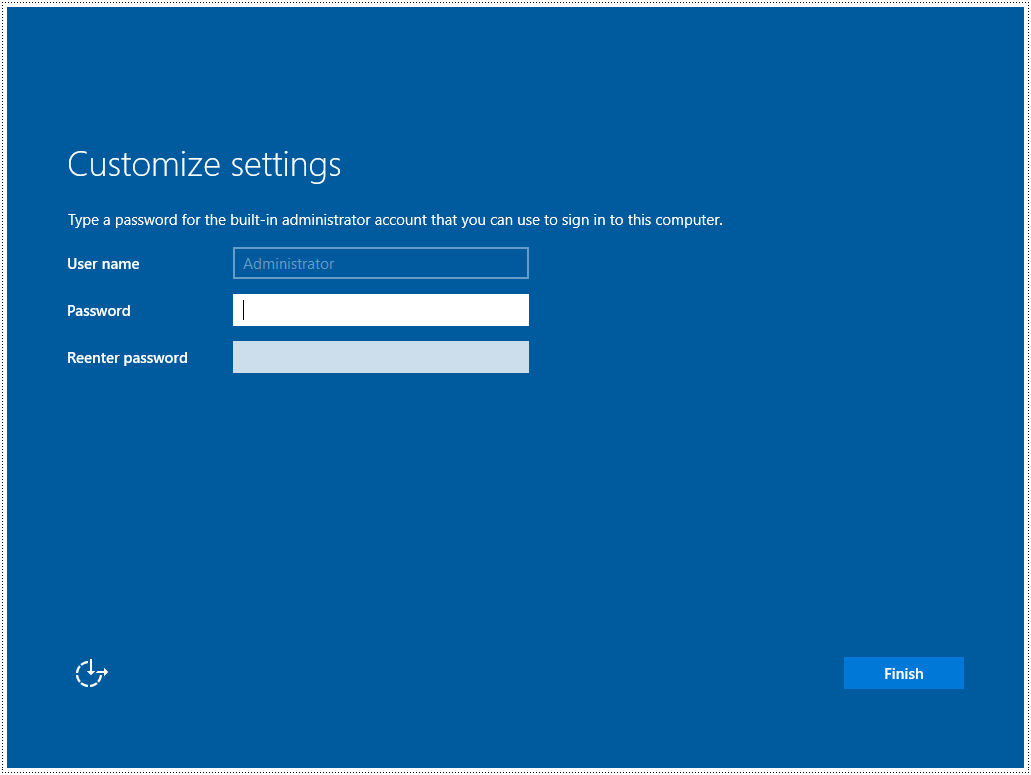 Customize settings
Type a password for the built-in administrator account that you can use to sign in to this computer.
User name
Administrator
Password
Reenter password
Finish